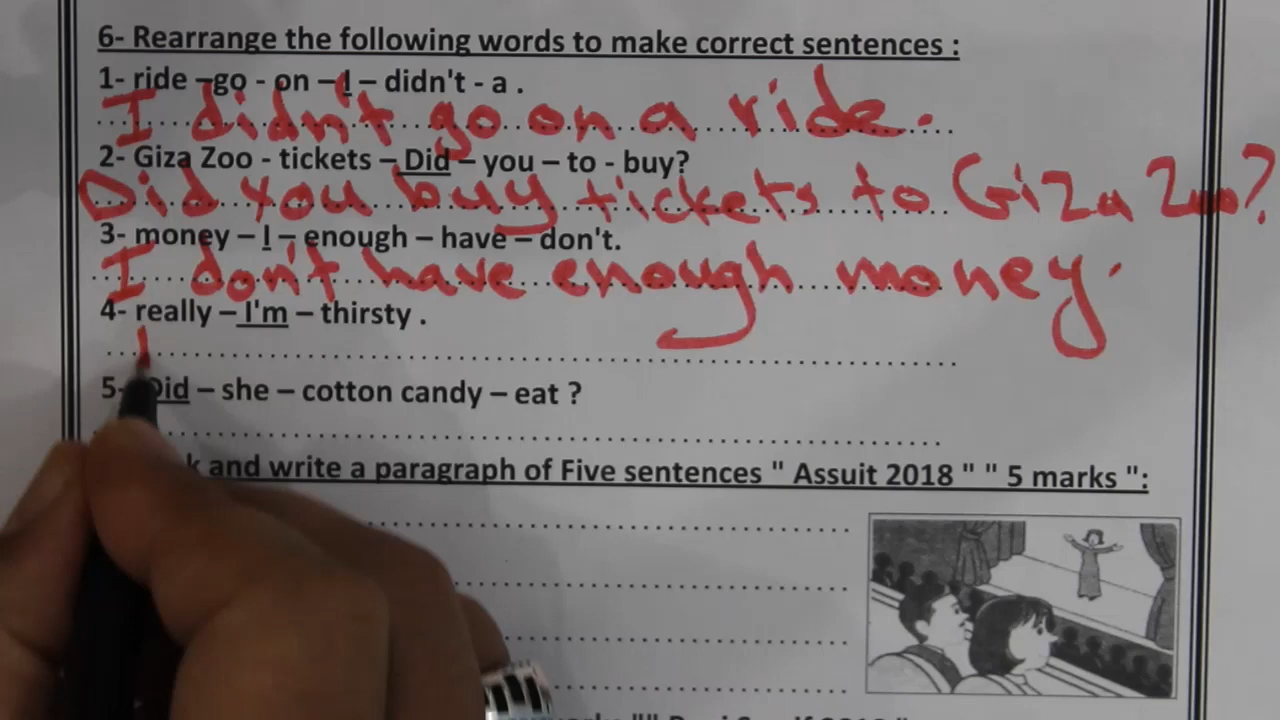 6- Rearrange the following words to make correct sentences :
1- ride –go - on – I – didn't - a .
I didn't go on a ride.
2- Giza Zoo - tickets – Did – you – to - buy?
Did you buy tickets to Giza Zoo?
3- money – I – enough – have – don't.
I don't have enough money.
4- really – I'm – thirsty .
5- Did – she – cotton candy – eat ?
and write a paragraph of Five sentences " Assuit 2018 " " 5 marks ":